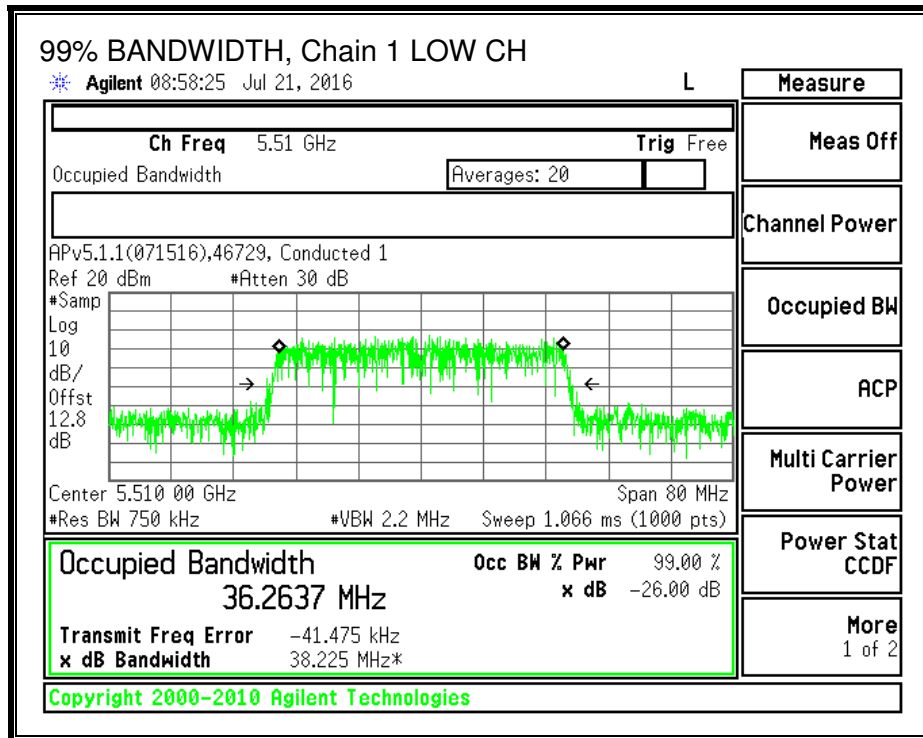 99% BANDWIDTH, Chain 1 LOW CH
Agilent 08:58:25 Jul 21, 2016 L
Measure
Ch Freq 5.51 GHz Trig Free
Meas Off
Occupied Bandwidth Averages: 20
Channel Power
APv5.1.1(071516),46729, Conducted 1
Ref 20 dBm #Atten 30 dB
#Samp
Log
10
dB/
Offst
12.8
dB
Occupied BW
ACP
Multi Carrier
Power
Center 5.510 00 GHz Span 80 MHz
#Res BW 750 kHz #VBW 2.2 MHz Sweep 1.066 ms (1000 pts)
Power Stat
CCDF
Occupied Bandwidth Occ BW % Pwr 99.00 %
36.2637 MHz x dB -26.00 dB
Transmit Freq Error -41.475 kHz
x dB Bandwidth 38.225 MHz*
More
1 of 2
Copyright 2000-2010 Agilent Technologies